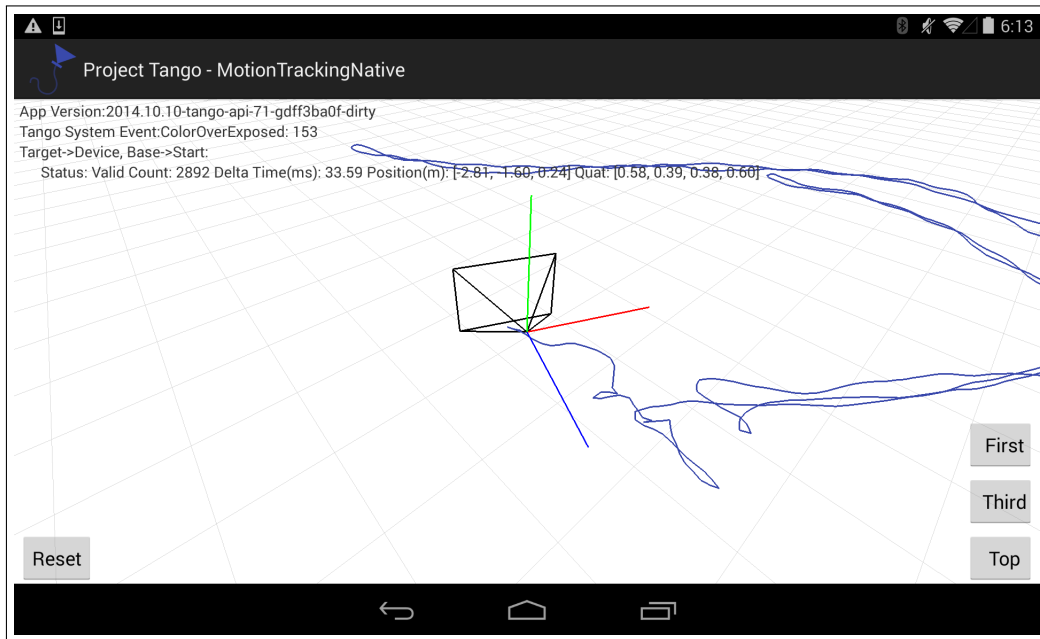 6:13
Project Tango - MotionTrackingNative
App Version:2014.10.10-tango-api-71-gdff3ba0f-dirty
Tango System Event:ColorOverExposed: 153
Target->Device, Base->Start:
Status: Valid Count: 2892 Delta Time(ms): 33.59 Position(m): [-2.81, -1.60, 0.24] Quat: [0.58, 0.39, 0.38, 0.60]
First
Third
Reset
Top